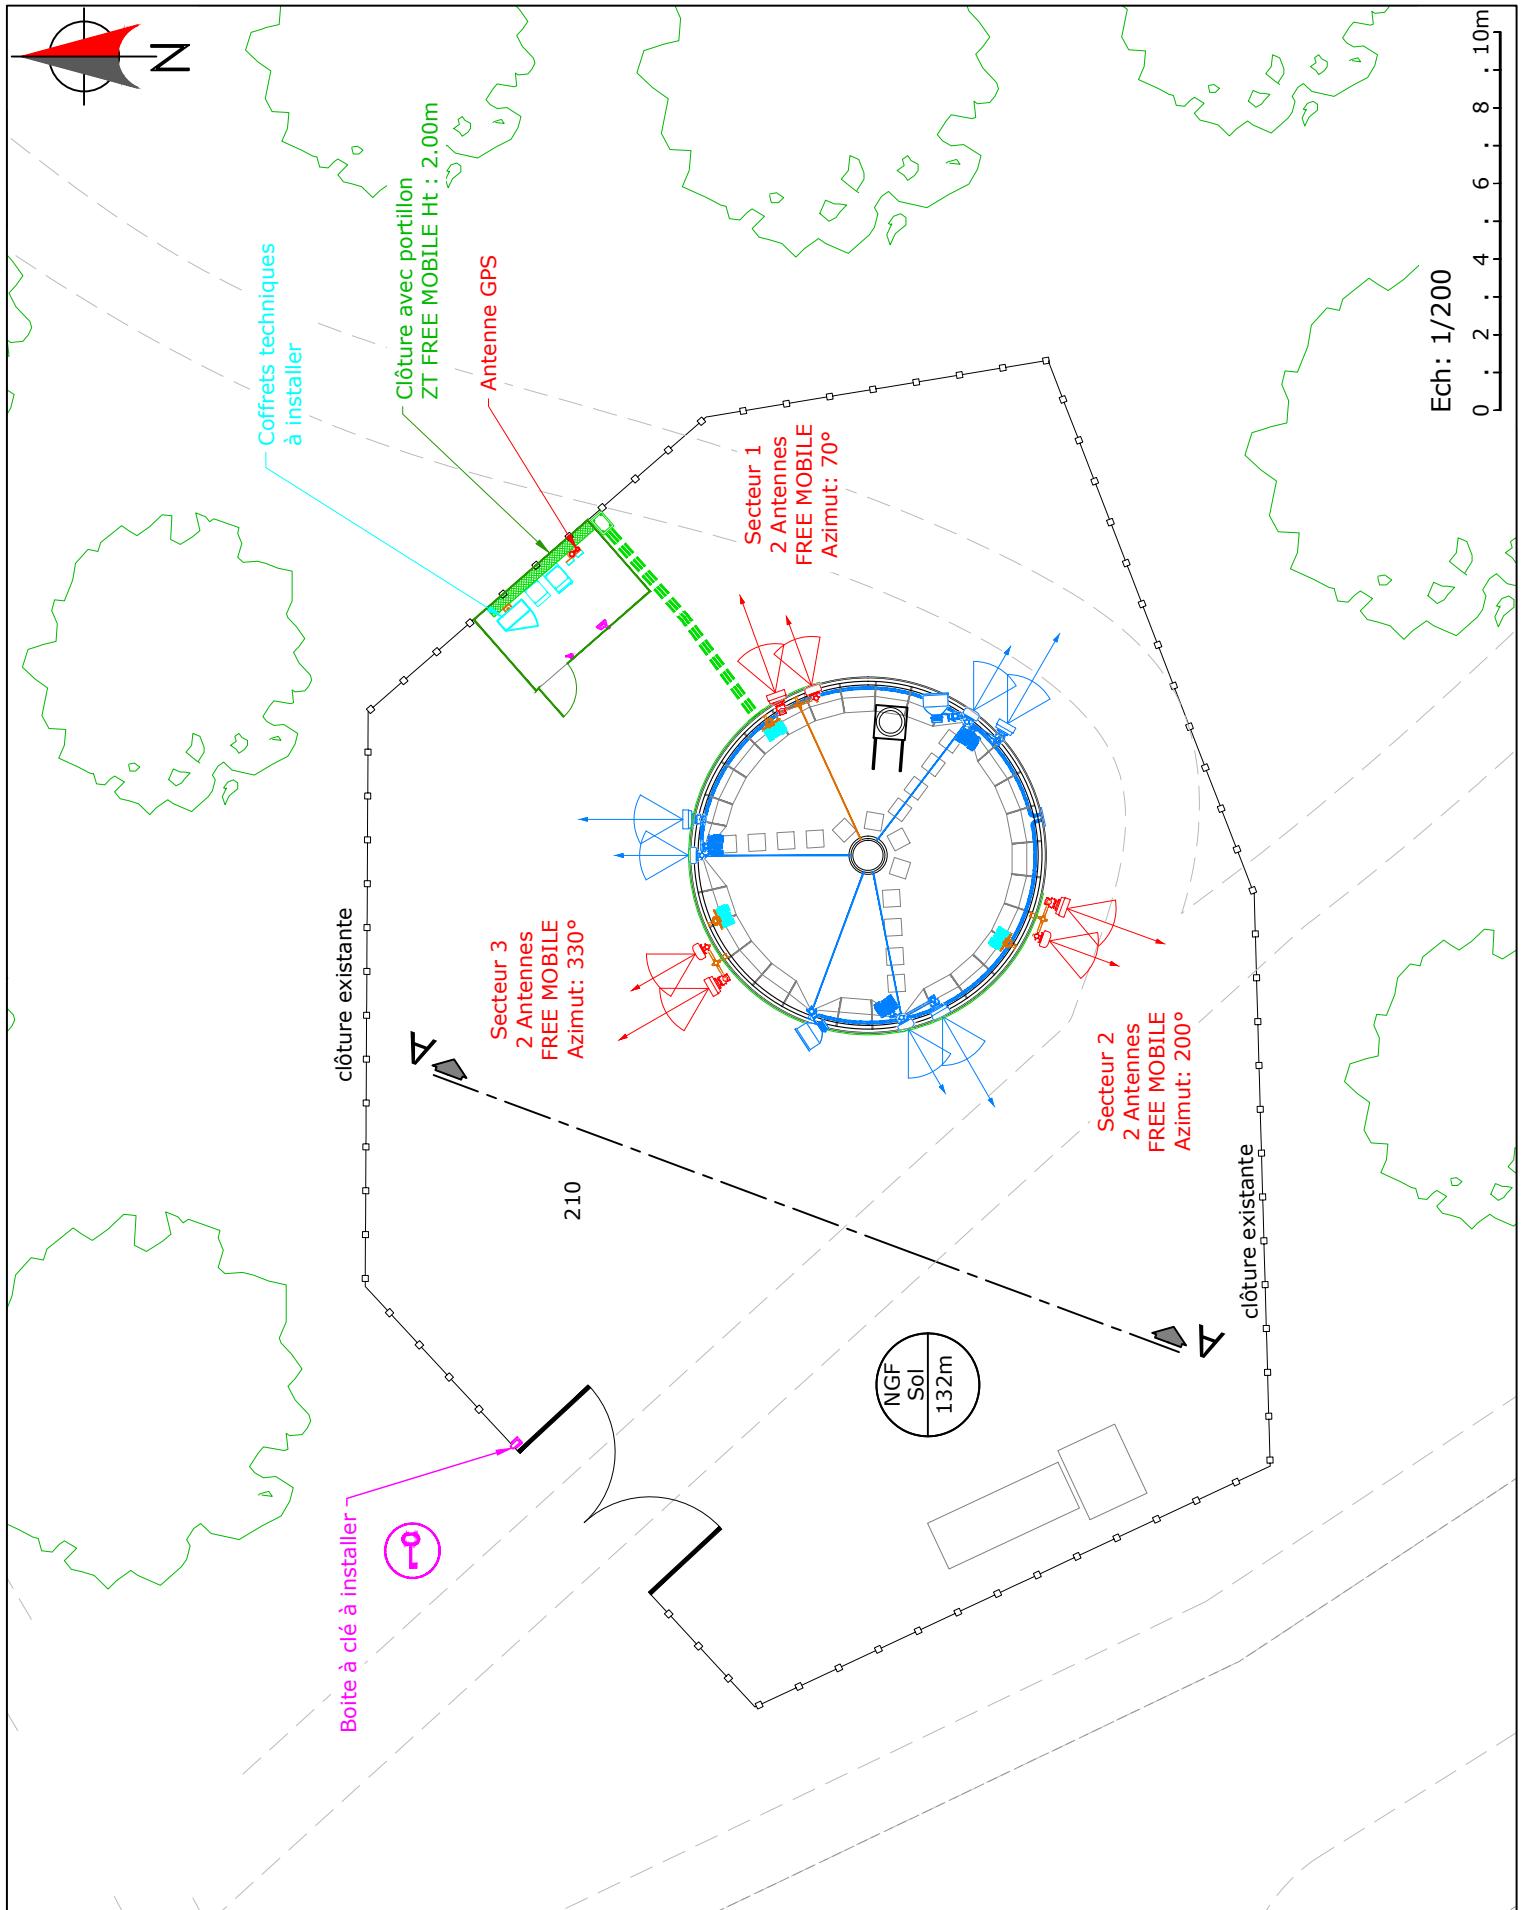 N
Coffrets techniques
à installer
Clôture avec portillon
ZT FREE MOBILE Ht : 2.00m
Antenne GPS
Secteur 1
2 Antennes
FREE MOBILE
Azimut: 70°
Ech: 1/200
0 2 4 6 8 10m
clôture existante
Secteur 3
2 Antennes
FREE MOBILE
Azimut: 330°
A
210
Secteur 2
2 Antennes
FREE MOBILE
Azimut: 200°
clôture existante
A
NGF
Sol
132m
Boite à clé à installer